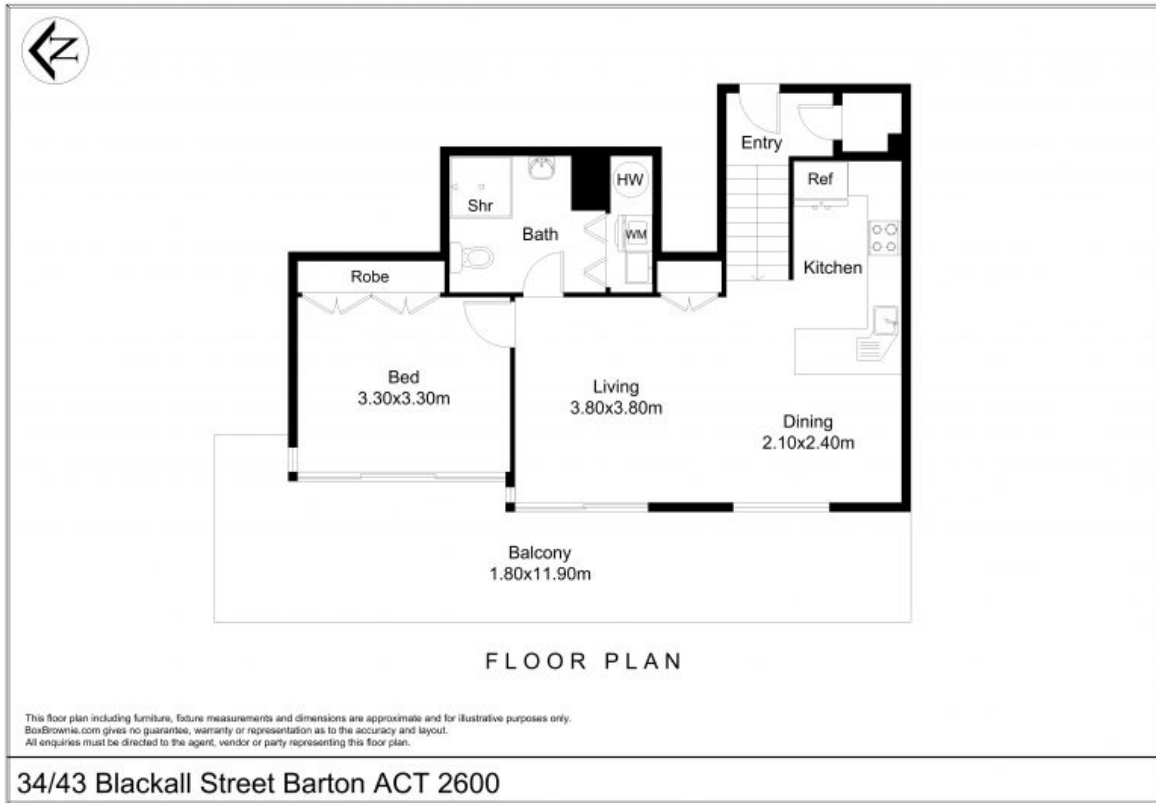 N
Entry
Ref
HW
Shr
WM
Bath
Kitchen
Robe
Bed
3.30x3.30m
Living
3.80x3.80m
Dining
2.10x2.40m
Balcony
1.80x11.90m
FLOOR PLAN
This floor plan including furniture, fixture measurements and dimensions are approximate and for illustrative purposes only.
BoxBrownie.com gives no guarantee, warranty or representation as to the accuracy and layout.
All enquiries must be directed to the agent, vendor or party representing this floor plan.
34/43 Blackall Street Barton ACT 2600